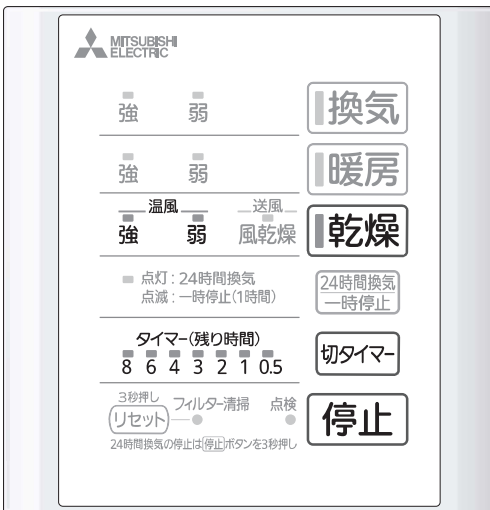 MITSUBISHI
ELECTRIC
強 弱 換気
強 弱 暖房
温風 送風
強 弱 風乾燥 乾燥
点灯：24時間換気
点滅：一時停止(1時間)
24時間換気
一時停止
タイマー(残り時間)
8 6 4 3 2 1 0.5
切タイマー
3秒押し
リセット フィルター清掃 点検
停止
24時間換気の停止は停止ボタンを3秒押し